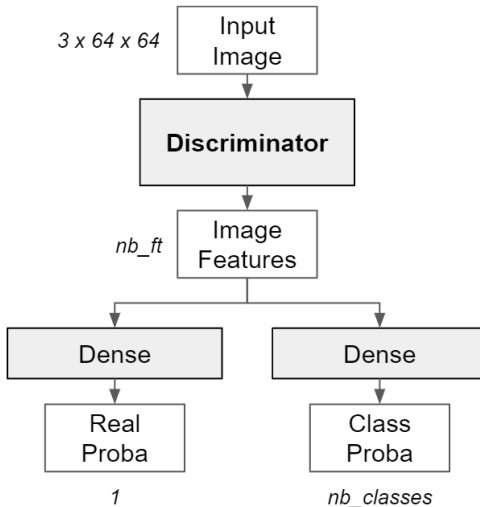 3 x 64 x 64
Input
Image
Discriminator
nb_ft
Image
Features
Dense
Dense
Real
Proba
Class
Proba
1
nb_classes